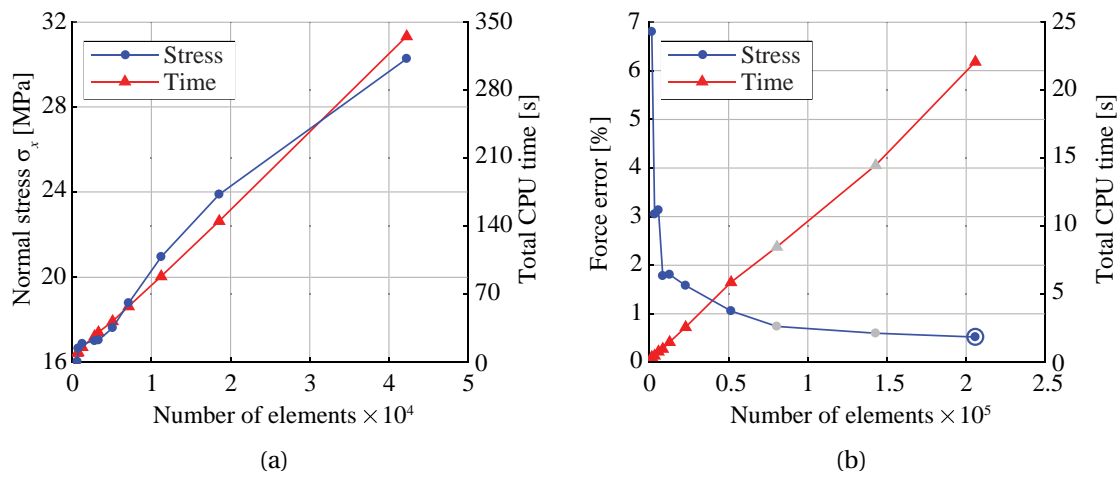 32
28
24
20
16
Normal stress σx [MPa]
Stress
Time
350
280
210
140
70
0
Total CPU time [s]
0 1 2 3 4 5
Number of elements ×10⁴
(a)
7
6
5
4
3
2
1
0
Force error [%]
Stress
Time
25
20
15
10
5
0
Total CPU time [s]
0 0.5 1 1.5 2 2.5
Number of elements ×10⁵
(b)